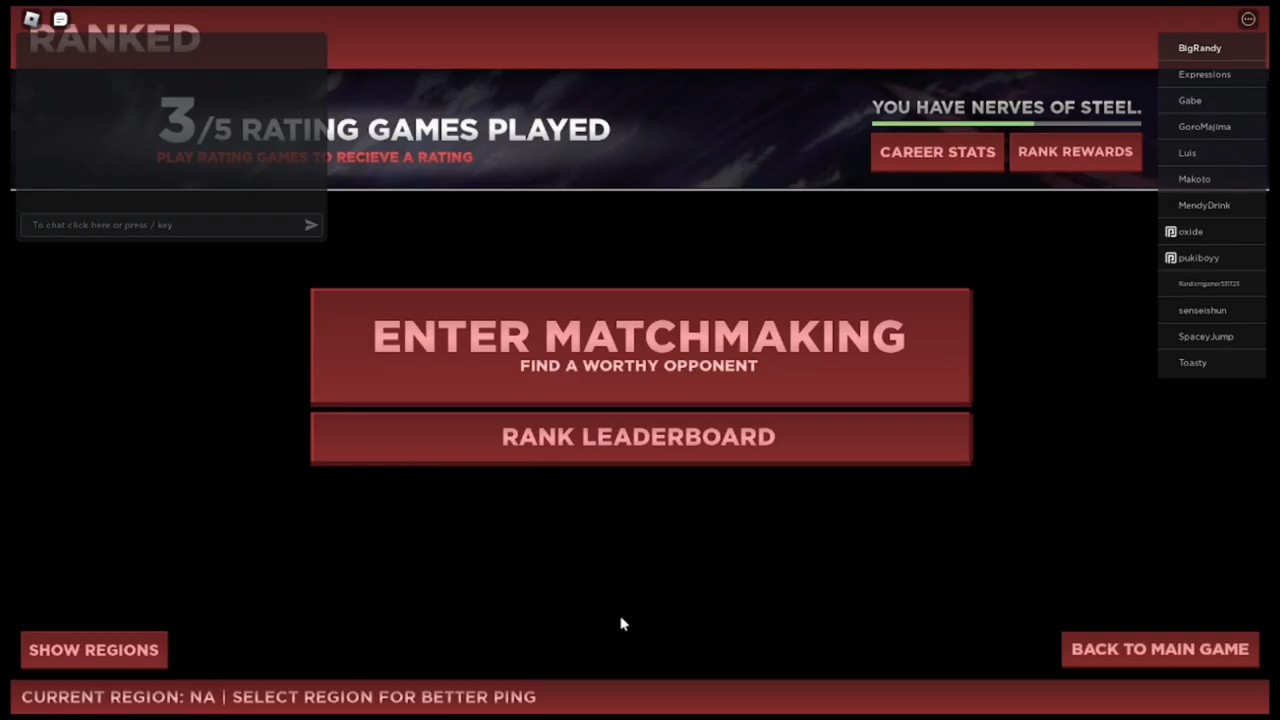 RANKED
3/5 RATING GAMES PLAYED
PLAY RATING GAMES TO RECIEVE A RATING
YOU HAVE NERVES OF STEEL.
CAREER STATS
RANK REWARDS
To chat click here or press / key
BigRandy
Expressions
Gabe
GoroMajima
Luis
Makoto
MendyDrink
oxide
pukiboyy
Randomgamer531723
senseishun
SpaceyJump
Toasty
ENTER MATCHMAKING
FIND A WORTHY OPPONENT
RANK LEADERBOARD
SHOW REGIONS
BACK TO MAIN GAME
CURRENT REGION: NA | SELECT REGION FOR BETTER PING